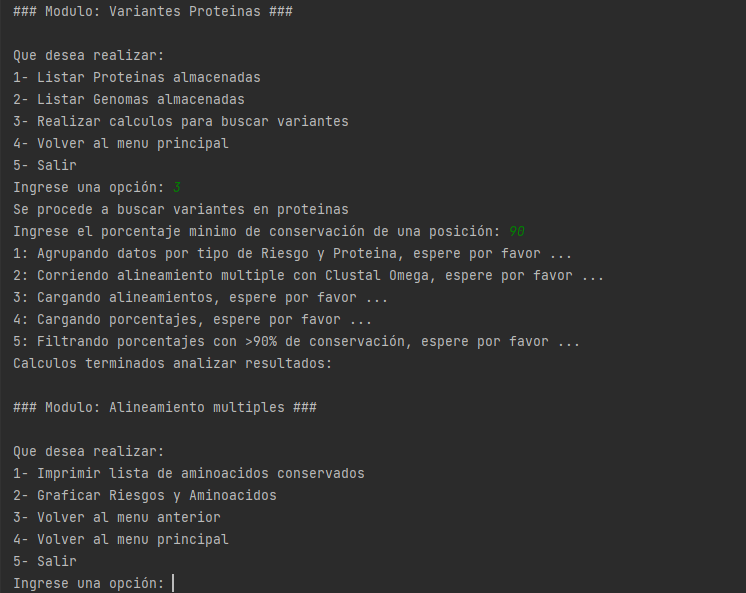 ### Modulo: Variantes Proteinas ###
Que desea realizar:
1- Listar Proteinas almacenadas
2- Listar Genomas almacenadas
3- Realizar calculos para buscar variantes
4- Volver al menu principal
5- Salir
Ingrese una opción: 3
Se procede a buscar variantes en proteinas
Ingrese el porcentaje minimo de conservación de una posición: 90
1: Agrupando datos por tipo de Riesgo y Proteina, espere por favor ...
2: Corriendo alineamiento multiple con Clustal Omega, espere por favor ...
3: Cargando alineamientos, espere por favor ...
4: Cargando porcentajes, espere por favor ...
5: Filtrando porcentajes con >90% de conservación, espere por favor ...
Calculos terminados analizar resultados:
### Modulo: Alineamiento multiples ###
Que desea realizar:
1- Imprimir lista de aminoacidos conservados
2- Graficar Riesgos y Aminoacidos
3- Volver al menu anterior
4- Volver al menu principal
5- Salir
Ingrese una opción: